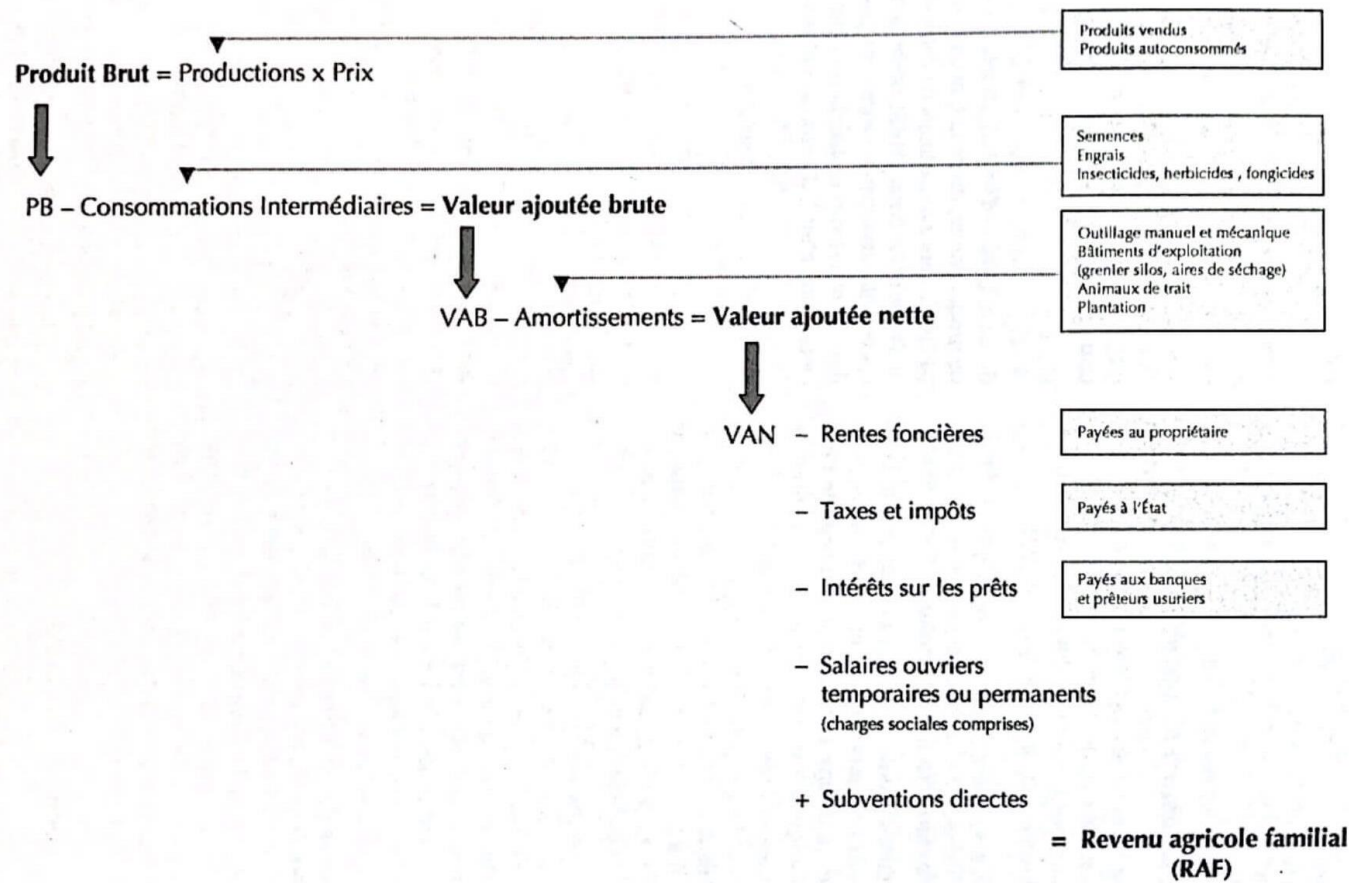 Produits vendus
Produits autoconsommés
Produit Brut = Productions x Prix
Semences
Engrais
Insecticides, herbicides , fongicides
PB – Consommations Intermédiaires = Valeur ajoutée brute
Outillage manuel et mécanique
Bâtiments d'exploitation
(grenier silos, aires de séchage)
Animaux de trait
Plantation
VAB – Amortissements = Valeur ajoutée nette
VAN – Rentes foncières
Payées au propriétaire
– Taxes et impôts
Payés à l'État
– Intérêts sur les prêts
Payés aux banques
et prêteurs usuriers
– Salaires ouvriers
temporaires ou permanents
(charges sociales comprises)
+ Subventions directes
= Revenu agricole familial
(RAF)